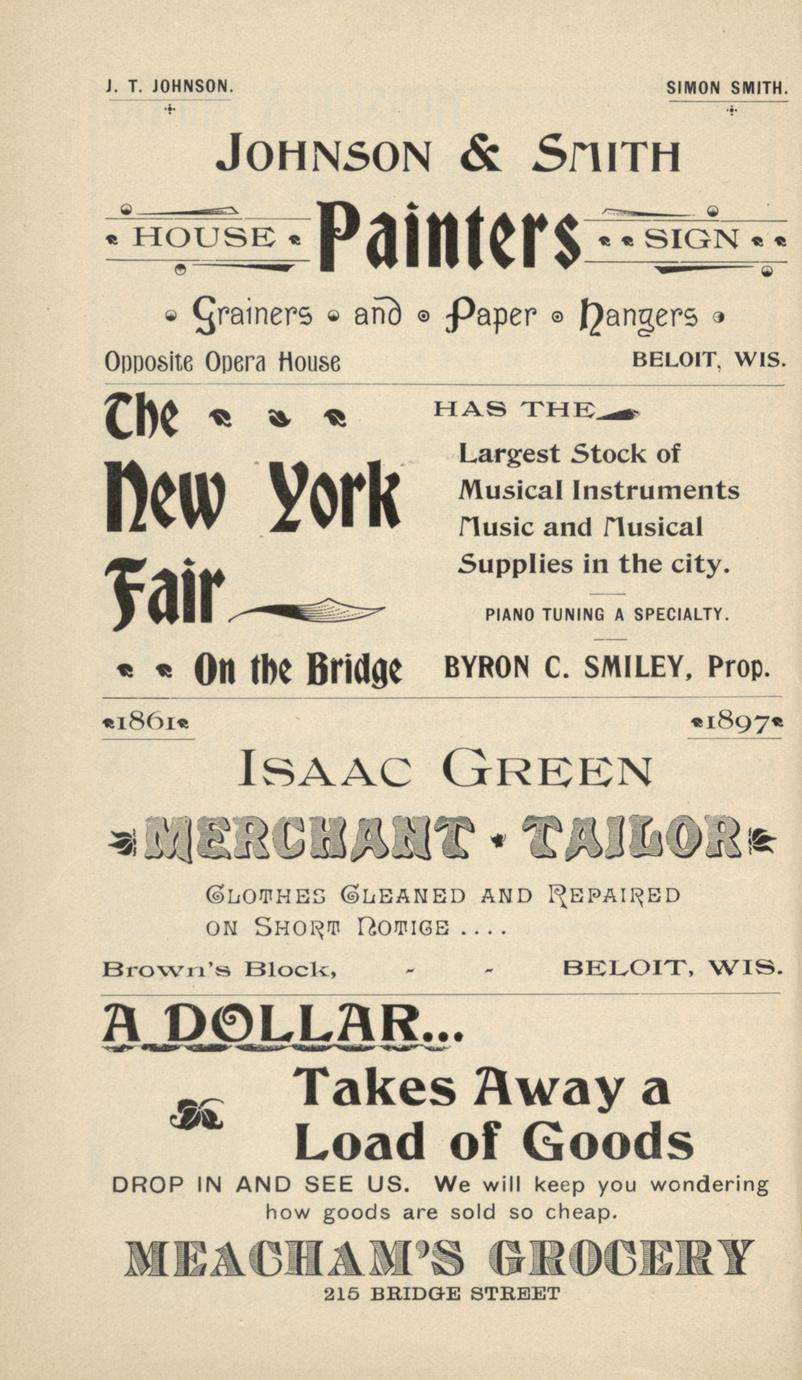 J. T. JOHNSON. SIMON SMITH.
JOHNSON & SMITH
HOUSE Painters SIGN
Grainers and Paper Hangers
Opposite Opera House BELOIT, WIS.
The
New York
Fair
On the Bridge
HAS THE
Largest Stock of
Musical Instruments
Music and Musical
Supplies in the city.
PIANO TUNING A SPECIALTY.
BYRON C. SMILEY, Prop.
1861 1897
ISAAC GREEN
MERCHANT · TAILOR
CLOTHES CLEANED AND REPAIRED
ON SHORT NOTICE ....
Brown's Block, - - BELOIT, WIS.
A DOLLAR...
Takes Away a
Load of Goods
DROP IN AND SEE US. We will keep you wondering
how goods are sold so cheap.
MEACHAM'S GROCERY
215 BRIDGE STREET